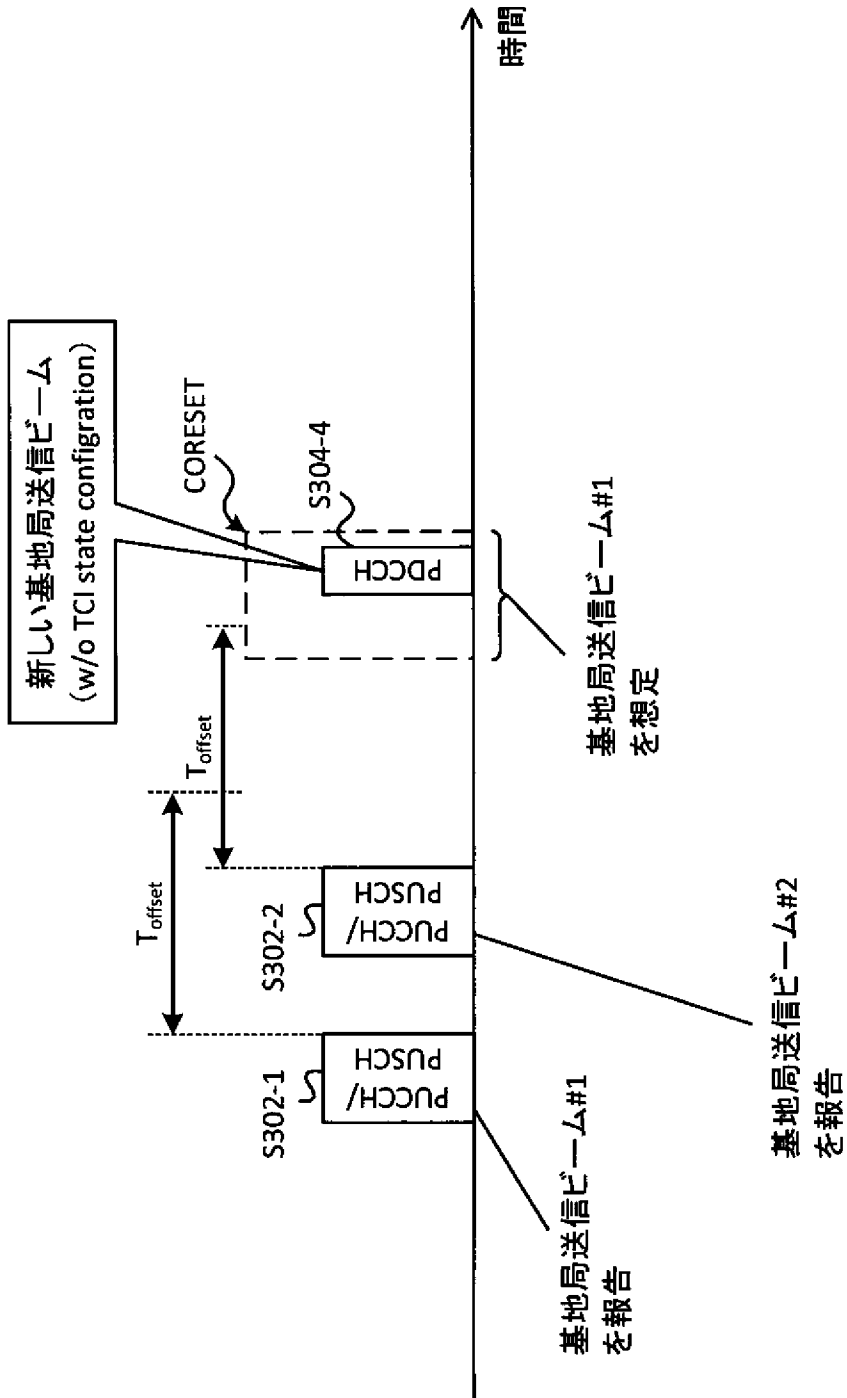 新しい基地局送信ビーム
(w/o TCI state configration)
CORESET
Toffset
Toffset
S302-1
S302-2
S304-4
PUCCH/
PUSCH
PUCCH/
PUSCH
PDCCH
時間
基地局送信ビーム#1
を報告
基地局送信ビーム#2
を報告
基地局送信ビーム#1
を想定